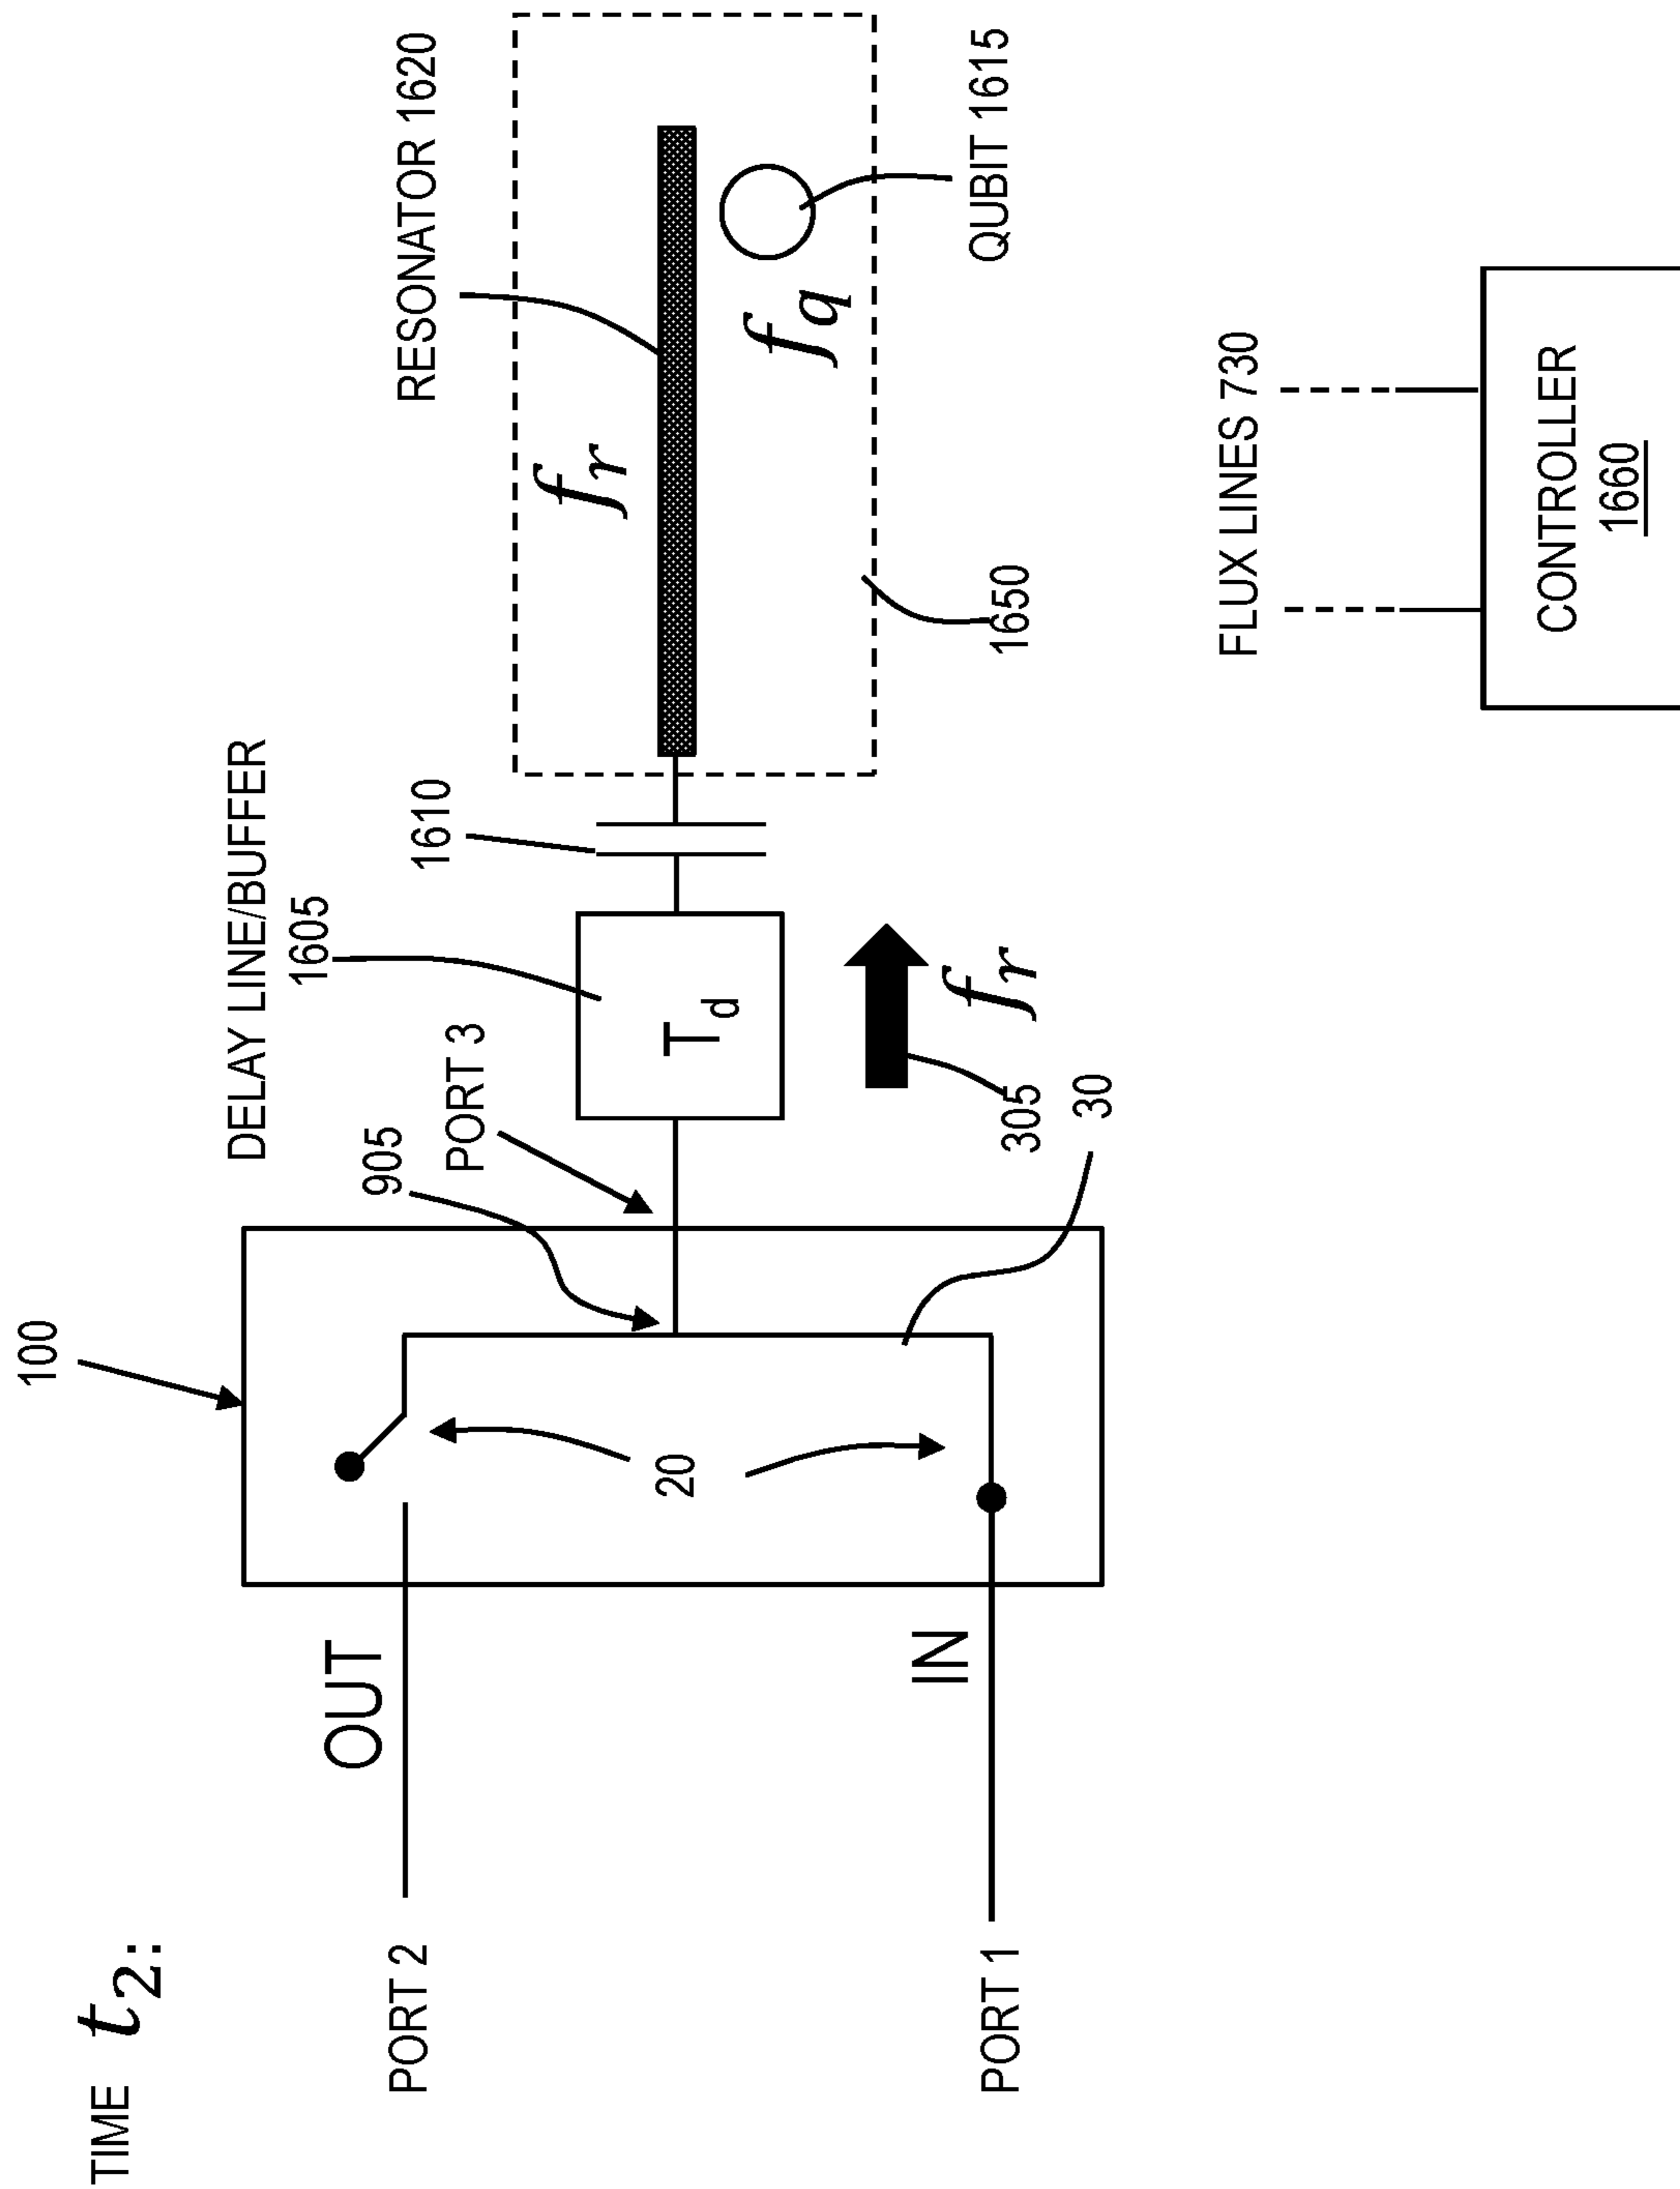 TIME t2:
100
DELAY LINE/BUFFER
1605
905
PORT 3
1610
RESONATOR 1620
PORT 2
OUT
20
Td
fr
fq
QUBIT 1615
PORT 1
IN
305
fr
30
1650
FLUX LINES 730
CONTROLLER
1660